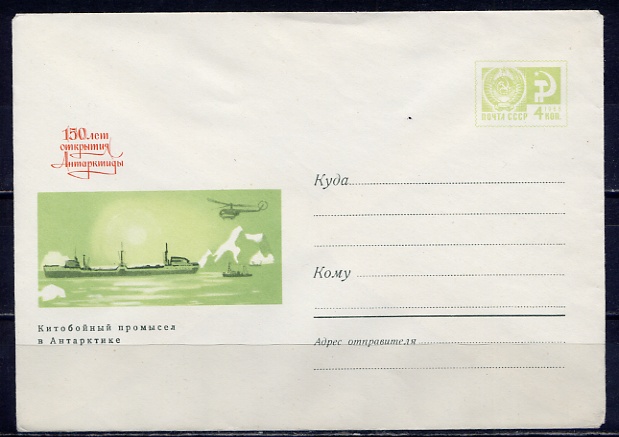 150 лет
открытия
Антарктиды
Китобойный промысел
в Антарктике
ПОЧТА СССР
4
КОП.
Куда
Кому
Адрес отправителя